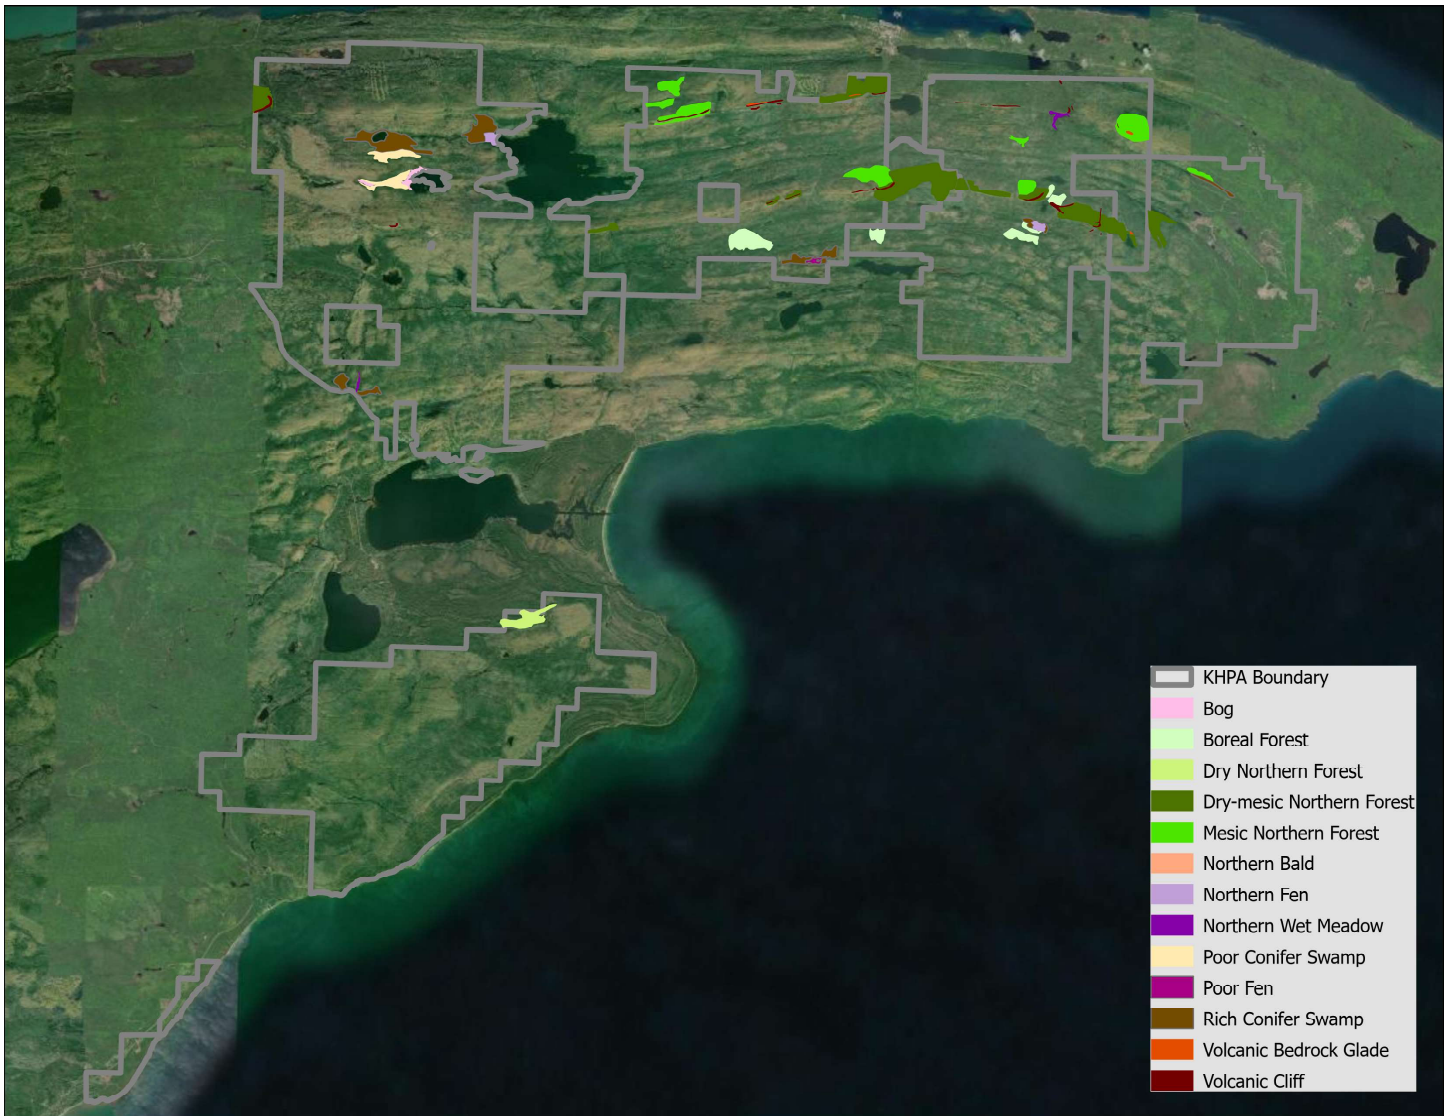 KHPA Boundary
Bog
Boreal Forest
Dry Northern Forest
Dry-mesic Northern Forest
Mesic Northern Forest
Northern Bald
Northern Fen
Northern Wet Meadow
Poor Conifer Swamp
Poor Fen
Rich Conifer Swamp
Volcanic Bedrock Glade
Volcanic Cliff